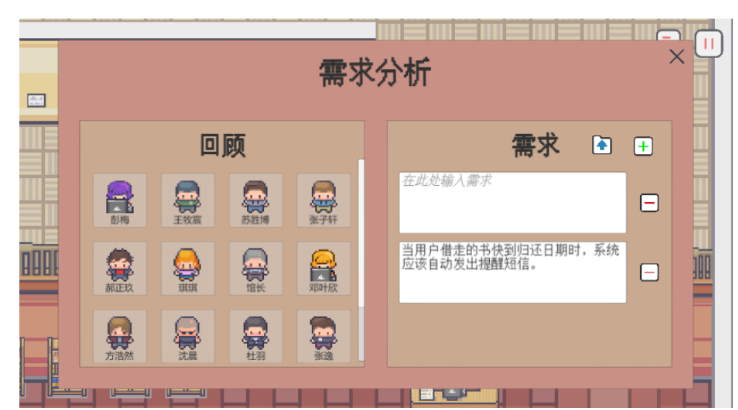 需求分析
回顾
彭梅
王牧宸
苏胜博
张子轩
郝正玖
琪琪
馆长
邓叶欣
方浩然
沈晨
杜羽
张逸
需求
在此处输入需求
当用户借走的书快到归还日期时，系统
应该自动发出提醒短信。